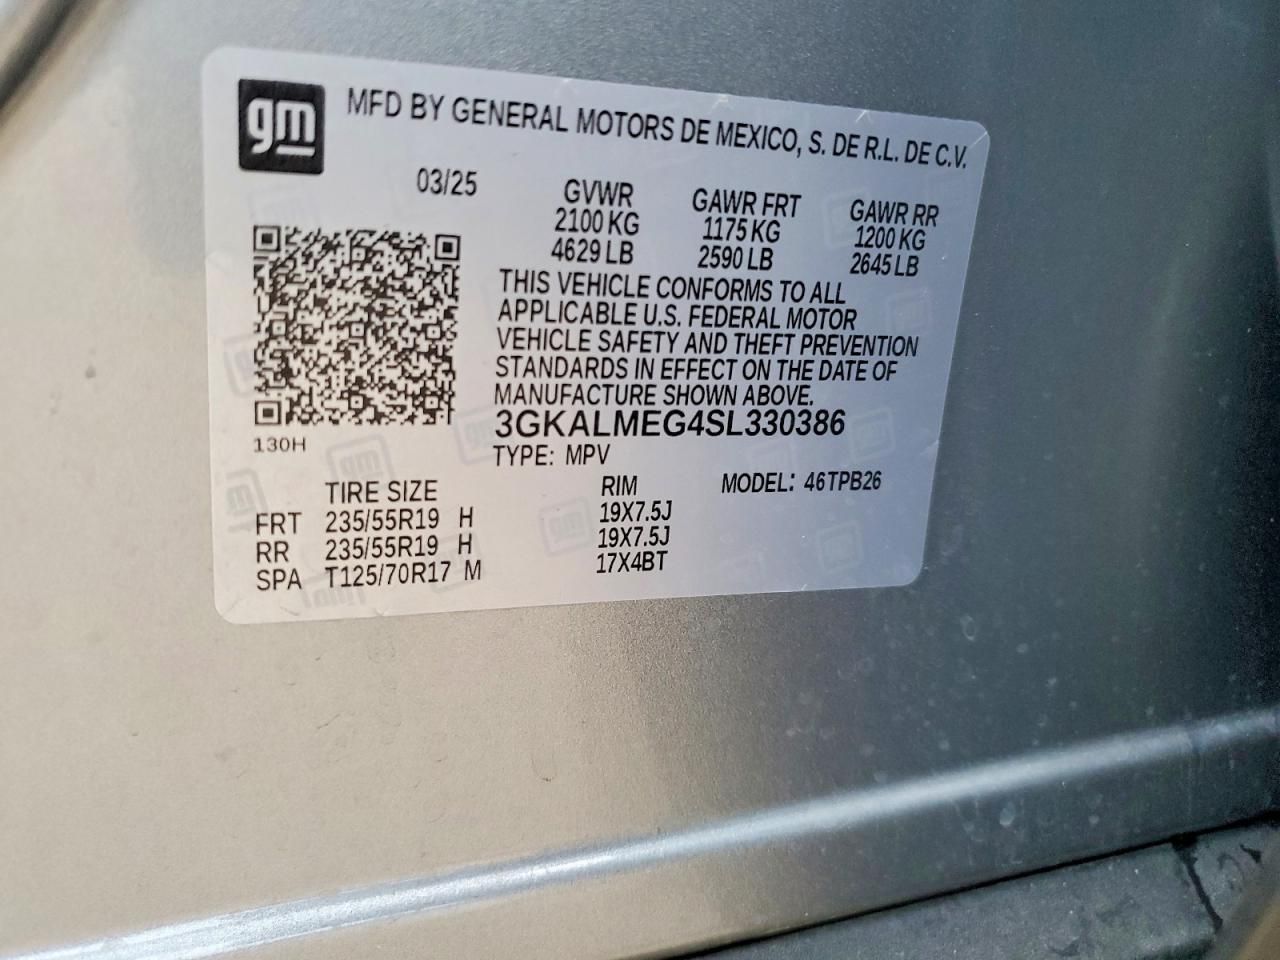 gm
MFD BY GENERAL MOTORS DE MEXICO, S. DE R.L. DE C.V.
03/25 GVWR GAWR FRT GAWR RR
2100 KG 1175 KG 1200 KG
4629 LB 2590 LB 2645 LB
THIS VEHICLE CONFORMS TO ALL
APPLICABLE U.S. FEDERAL MOTOR
VEHICLE SAFETY AND THEFT PREVENTION
STANDARDS IN EFFECT ON THE DATE OF
MANUFACTURE SHOWN ABOVE.
3GKALMEG4SL330386
130H
TYPE: MPV
TIRE SIZE RIM MODEL: 46TPB26
FRT 235/55R19 H 19X7.5J
RR 235/55R19 H 19X7.5J
SPA T125/70R17 M 17X4BT